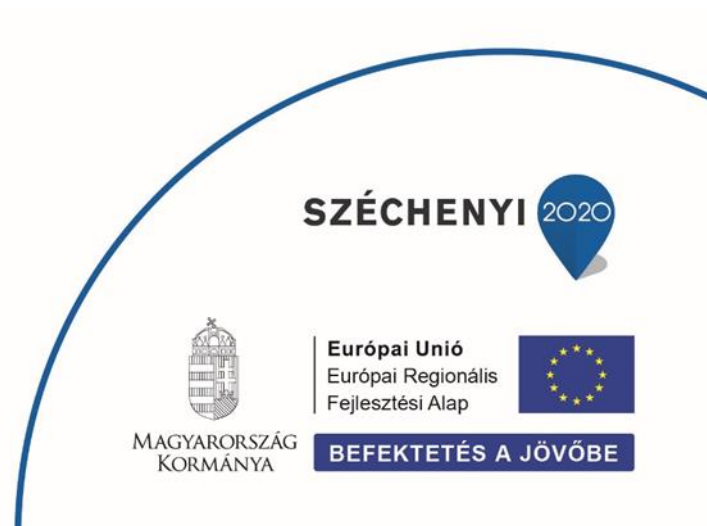 SZÉCHENYI 2020
Európai Unió
Európai Regionális
Fejlesztési Alap
MAGYARORSZÁG
KORMÁNYA
BEFEKTETÉS A JÖVŐBE